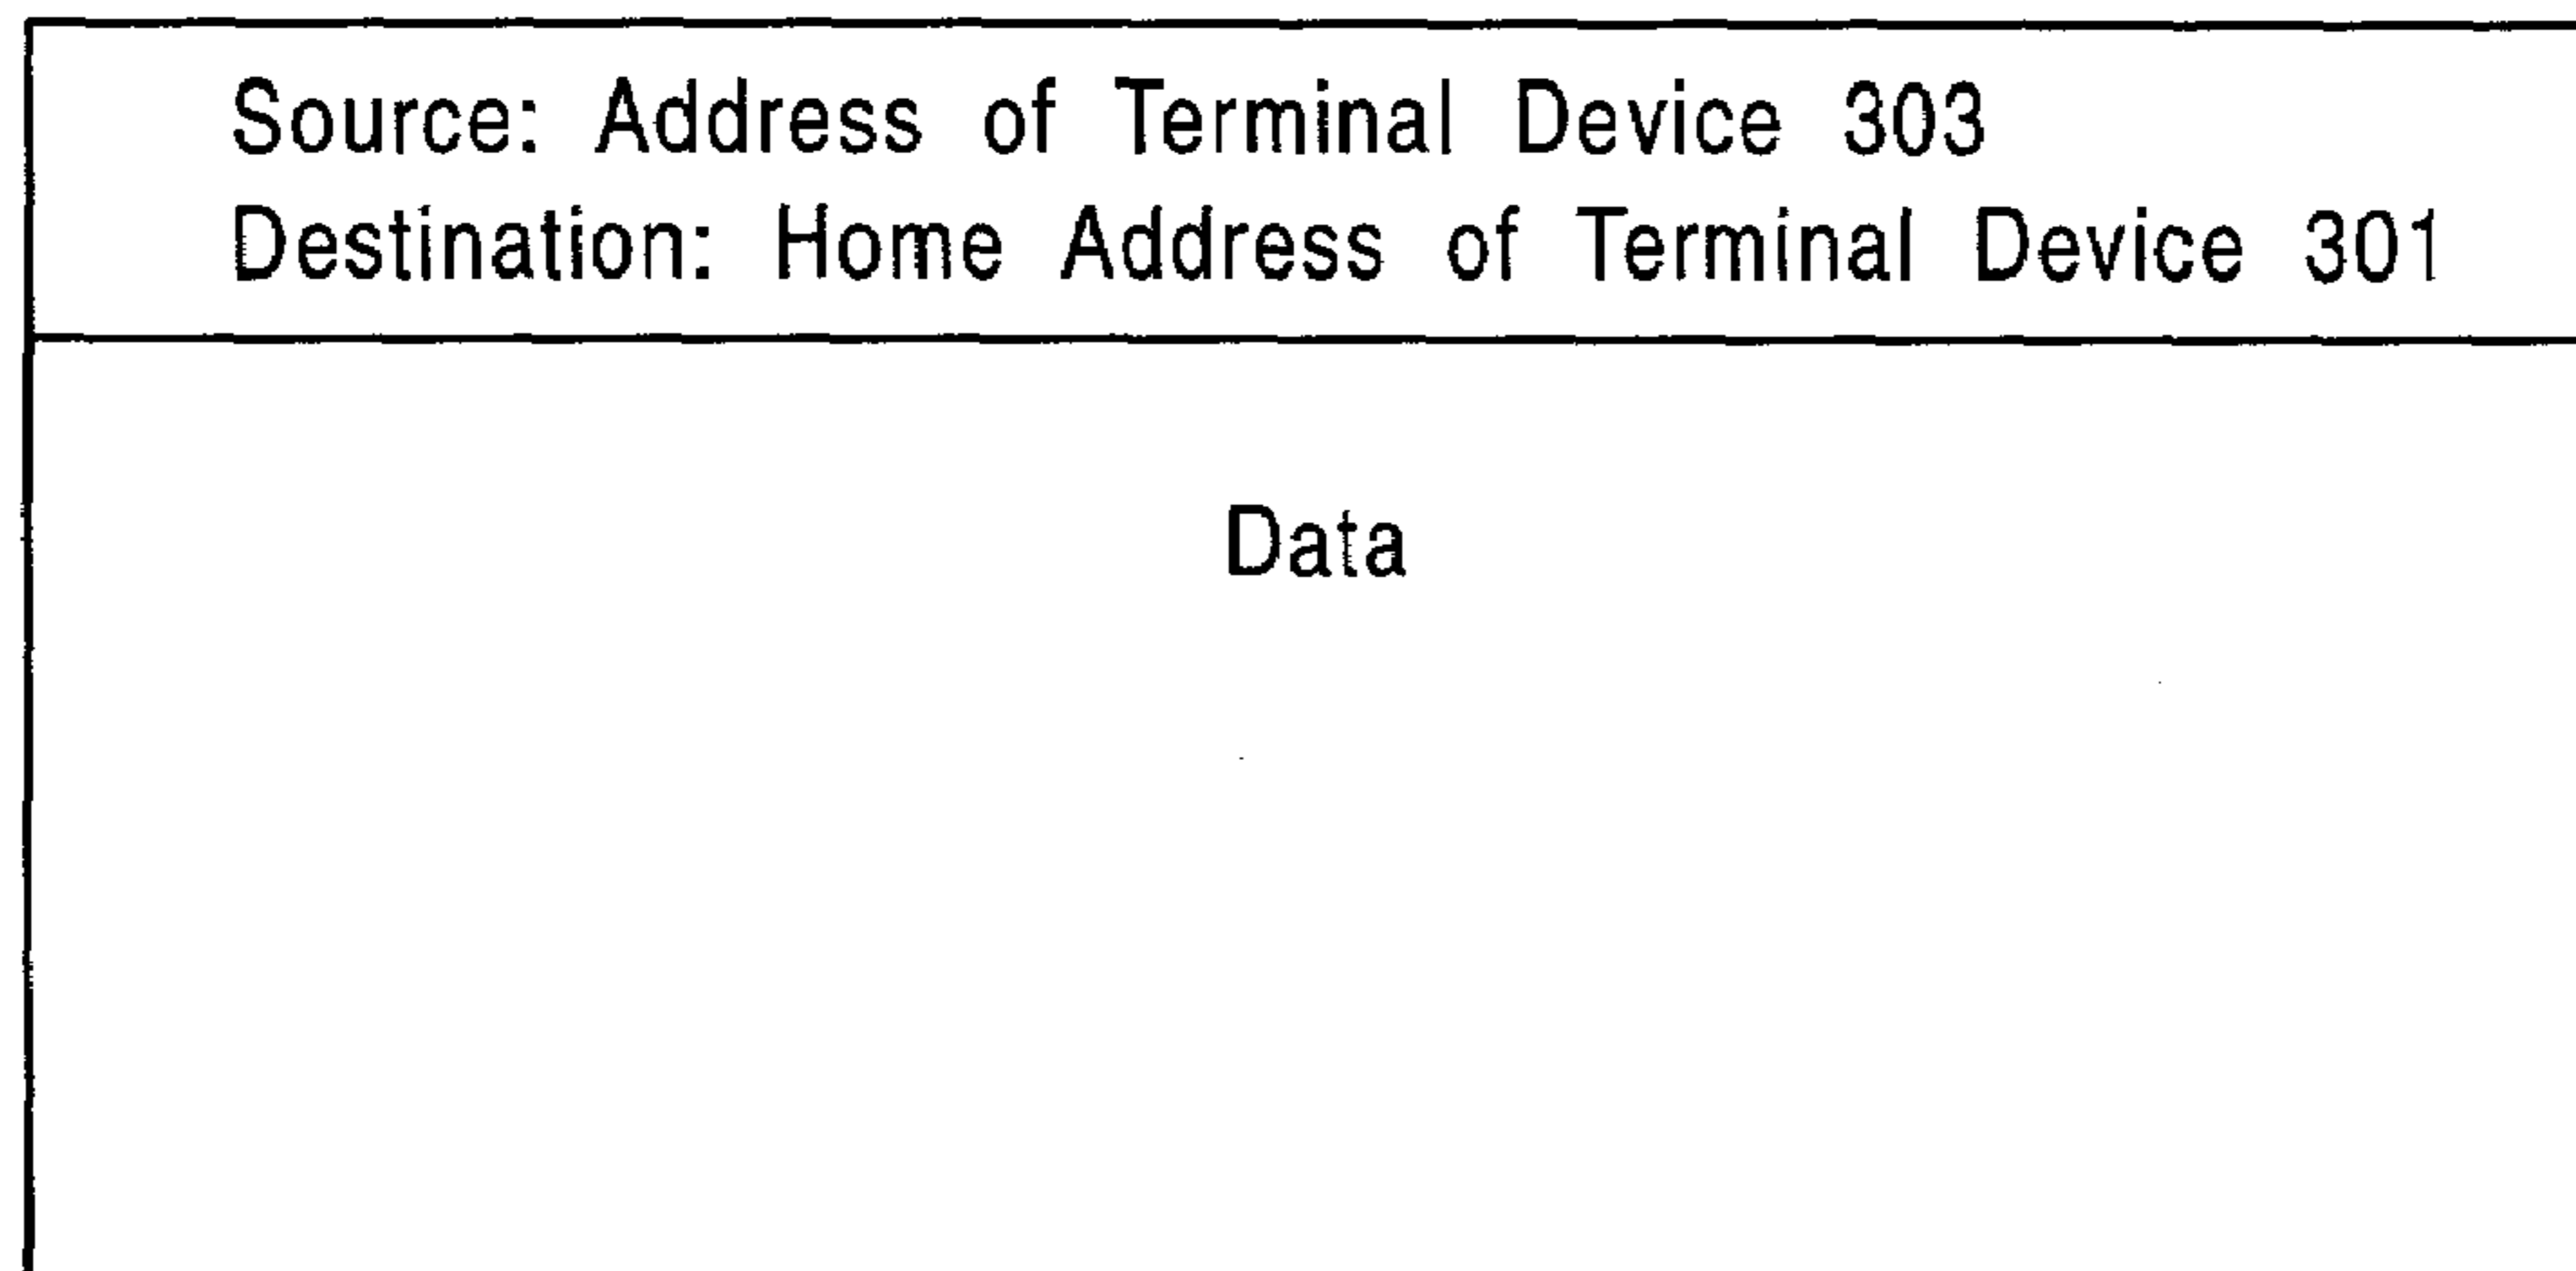 Source: Address of Terminal Device 303
Destination: Home Address of Terminal Device 301
Data